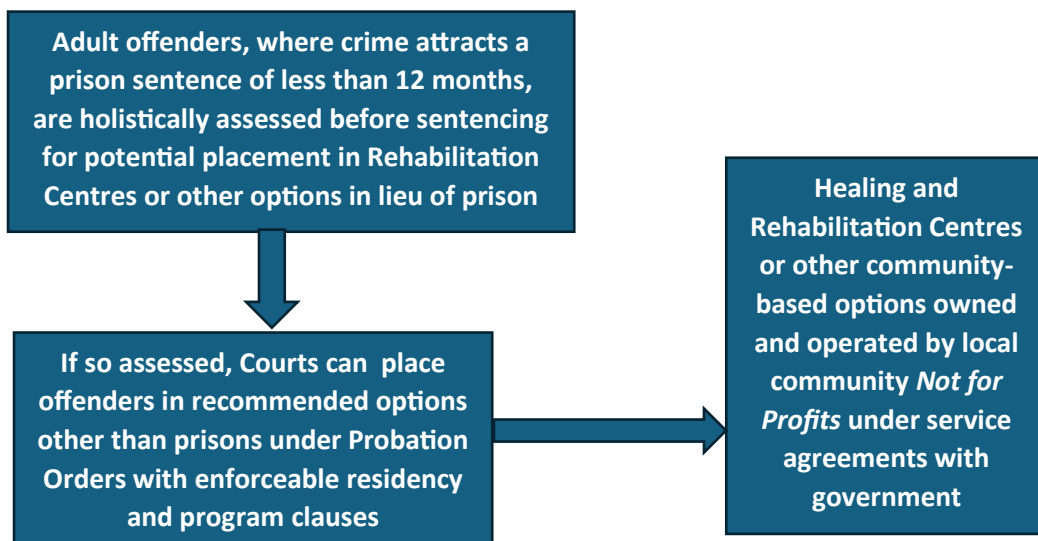 Adult offenders, where crime attracts a
prison sentence of less than 12 months,
are holistically assessed before sentencing
for potential placement in Rehabilitation
Centres or other options in lieu of prison
If so assessed, Courts can place
offenders in recommended options
other than prisons under Probation
Orders with enforceable residency
and program clauses
Healing and
Rehabilitation Centres
or other community-
based options owned
and operated by local
community Not for
Profits under service
agreements with
government